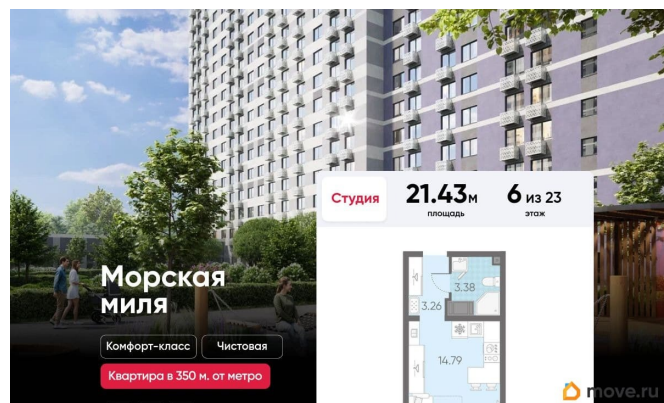 Студия
21.43м
площадь
6 из 23
этаж
3.38
3.26
14.79
Морская
миля
Комфорт-класс
Чистовая
Квартира в 350 м. от метро
move.ru